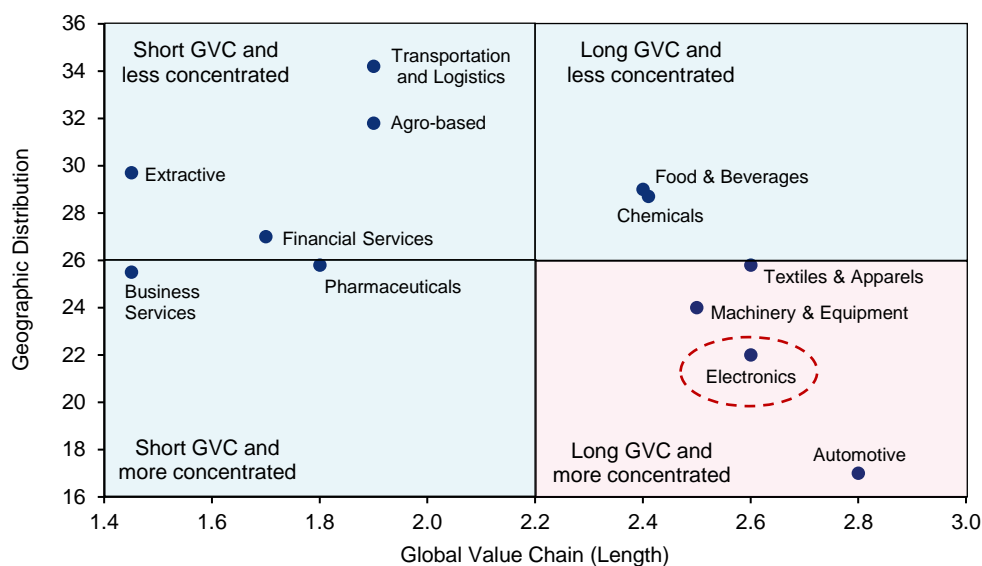 36
34
32
30
28
26
24
22
20
18
16
Geographic Distribution
Short GVC and
less concentrated
Transportation
and Logistics
Agro-based
Extractive
Financial Services
Long GVC and
less concentrated
Food & Beverages
Chemicals
Business
Services
Pharmaceuticals
Short GVC and
more concentrated
Textiles & Apparels
Machinery & Equipment
Electronics
Automotive
Long GVC and
more concentrated
1.4 1.6 1.8 2.0 2.2 2.4 2.6 2.8 3.0
Global Value Chain (Length)